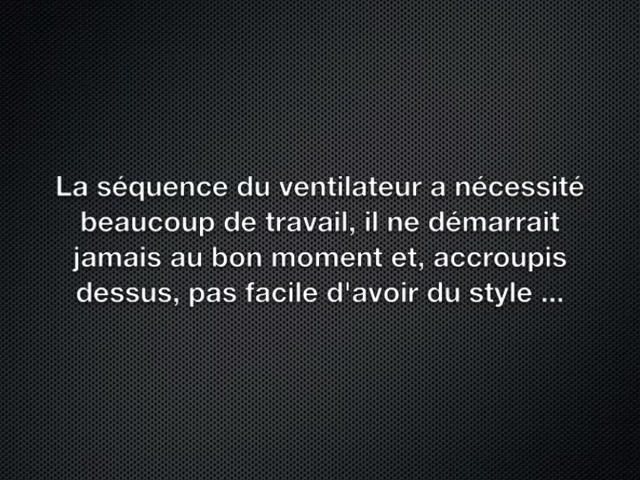 La séquence du ventilateur a nécessité
beaucoup de travail, il ne démarrait
jamais au bon moment et, accroupis
dessus, pas facile d'avoir du style ...